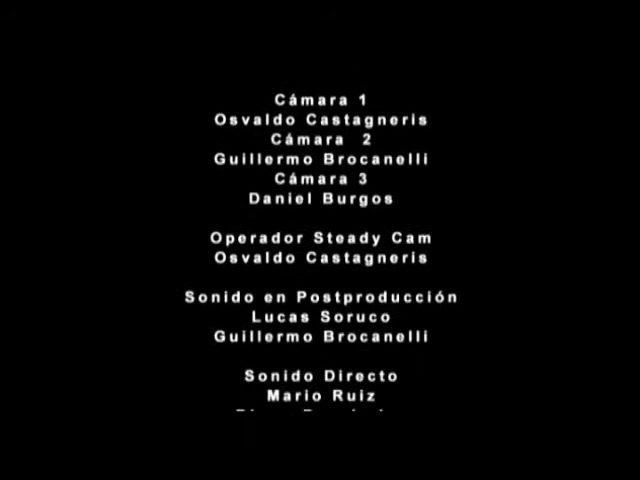 Cámara 1
Osvaldo Castagneris
Cámara 2
Guillermo Brocanelli
Cámara 3
Daniel Burgos
Operador Steady Cam
Osvaldo Castagneris
Sonido en Postproducción
Lucas Soruco
Guillermo Brocanelli
Sonido Directo
Mario Ruiz